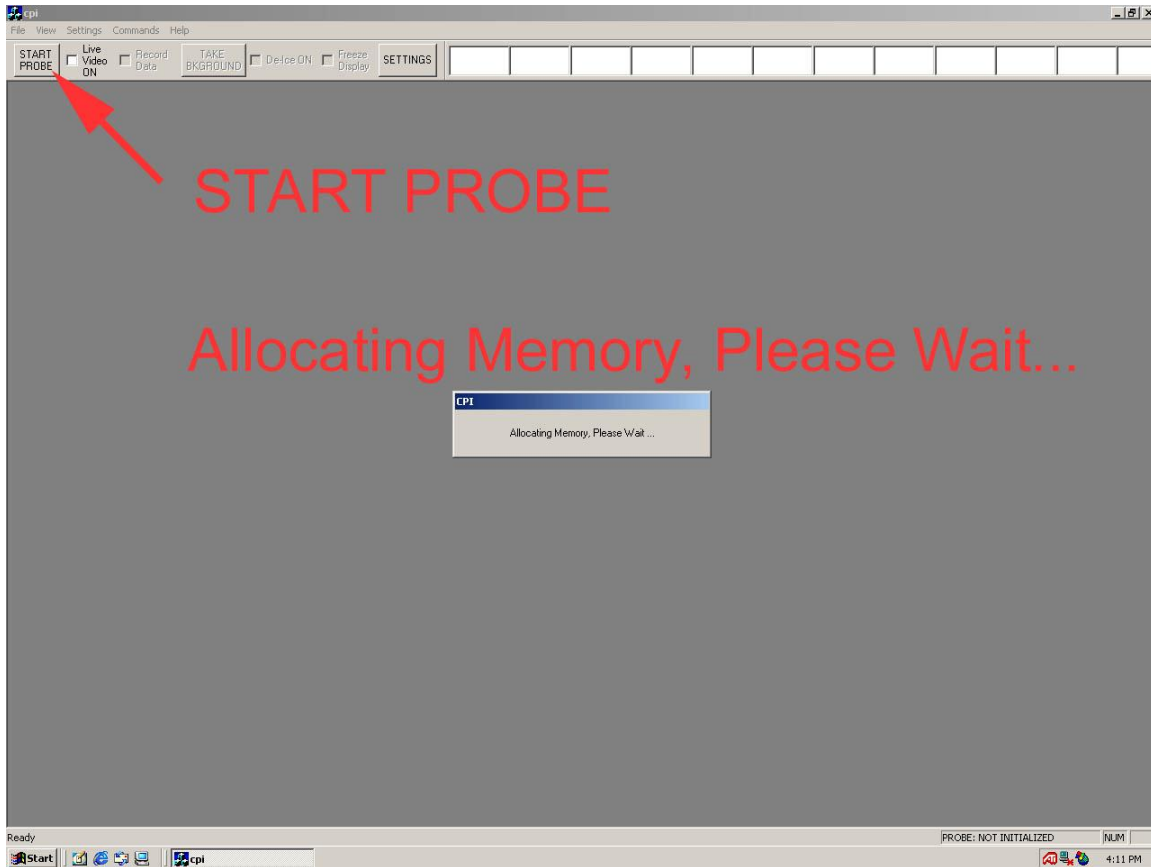 cpi
File View Settings Commands Help
START
PROBE
Live
Video
ON
Record
Data
TAKE
BKGROUND
De-Ice ON
Freeze
Display
SETTINGS
START PROBE
Allocating Memory, Please Wait...
CPI
Allocating Memory, Please Wait ...
Ready
PROBE: NOT INITIALIZED
NUM
Start
cpi
4:11 PM